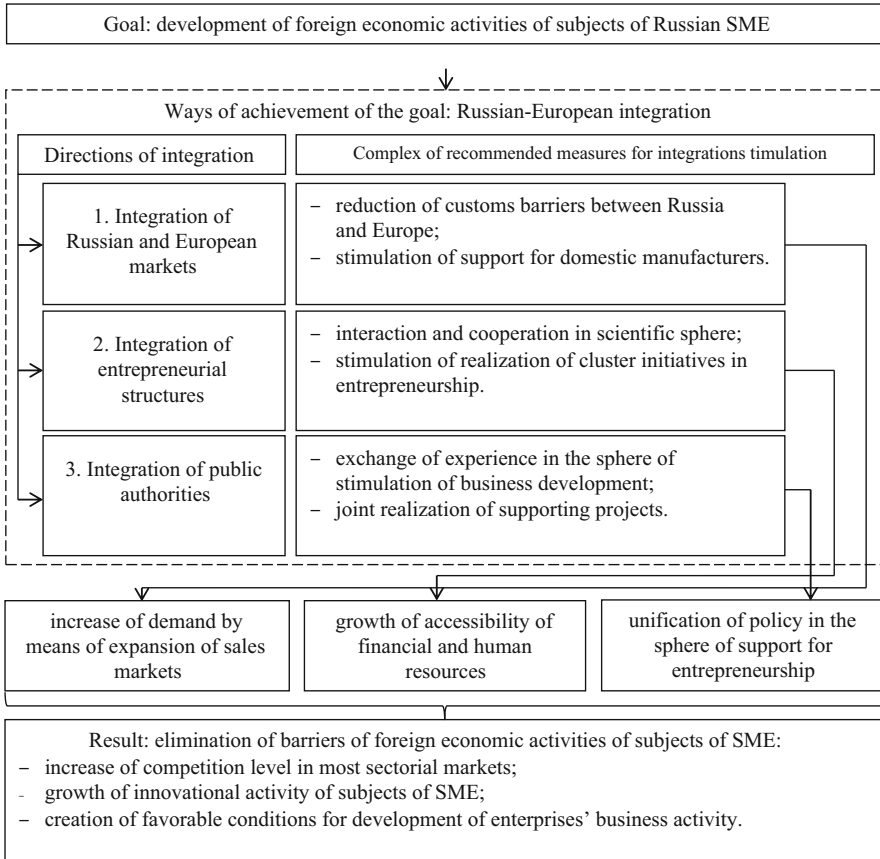 Goal: development of foreign economic activities of subjects of Russian SME
Ways of achievement of the goal: Russian-European integration
Directions of integration
Complex of recommended measures for integrations timulation
1. Integration of
Russian and European
markets
– reduction of customs barriers between Russia
and Europe;
– stimulation of support for domestic manufacturers.
2. Integration of
entrepreneurial
structures
– interaction and cooperation in scientific sphere;
– stimulation of realization of cluster initiatives in
entrepreneurship.
3. Integration of public
authorities
– exchange of experience in the sphere of
stimulation of business development;
– joint realization of supporting projects.
increase of demand by
means of expansion of sales
markets
growth of accessibility of
financial and human
resources
unification of policy in the
sphere of support for
entrepreneurship
Result: elimination of barriers of foreign economic activities of subjects of SME:
– increase of competition level in most sectorial markets;
- growth of innovational activity of subjects of SME;
– creation of favorable conditions for development of enterprises’ business activity.